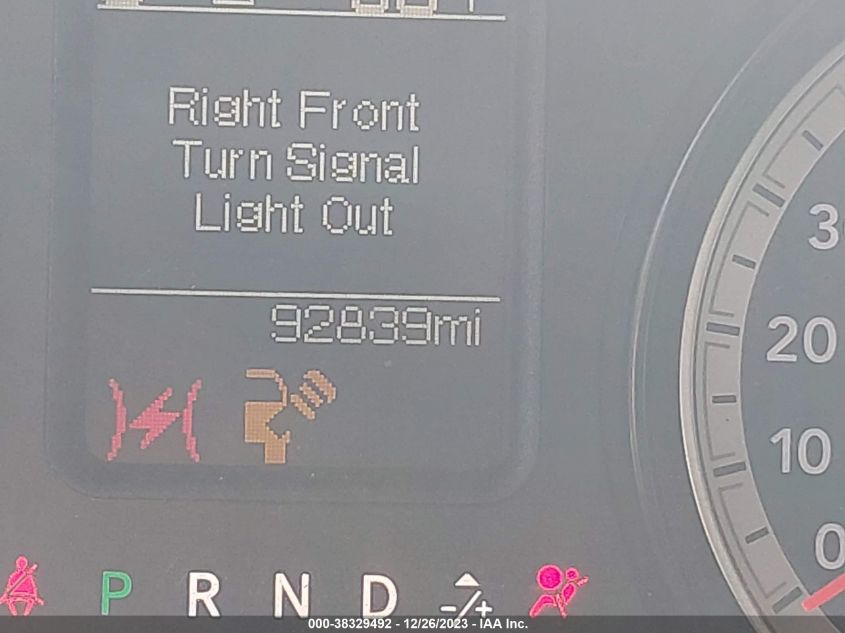 Right Front
Turn Signal
Light Out
92839mi
30
20
10
0
P R N D -/+
000-38329492 - 12/26/2023 - IAA Inc.